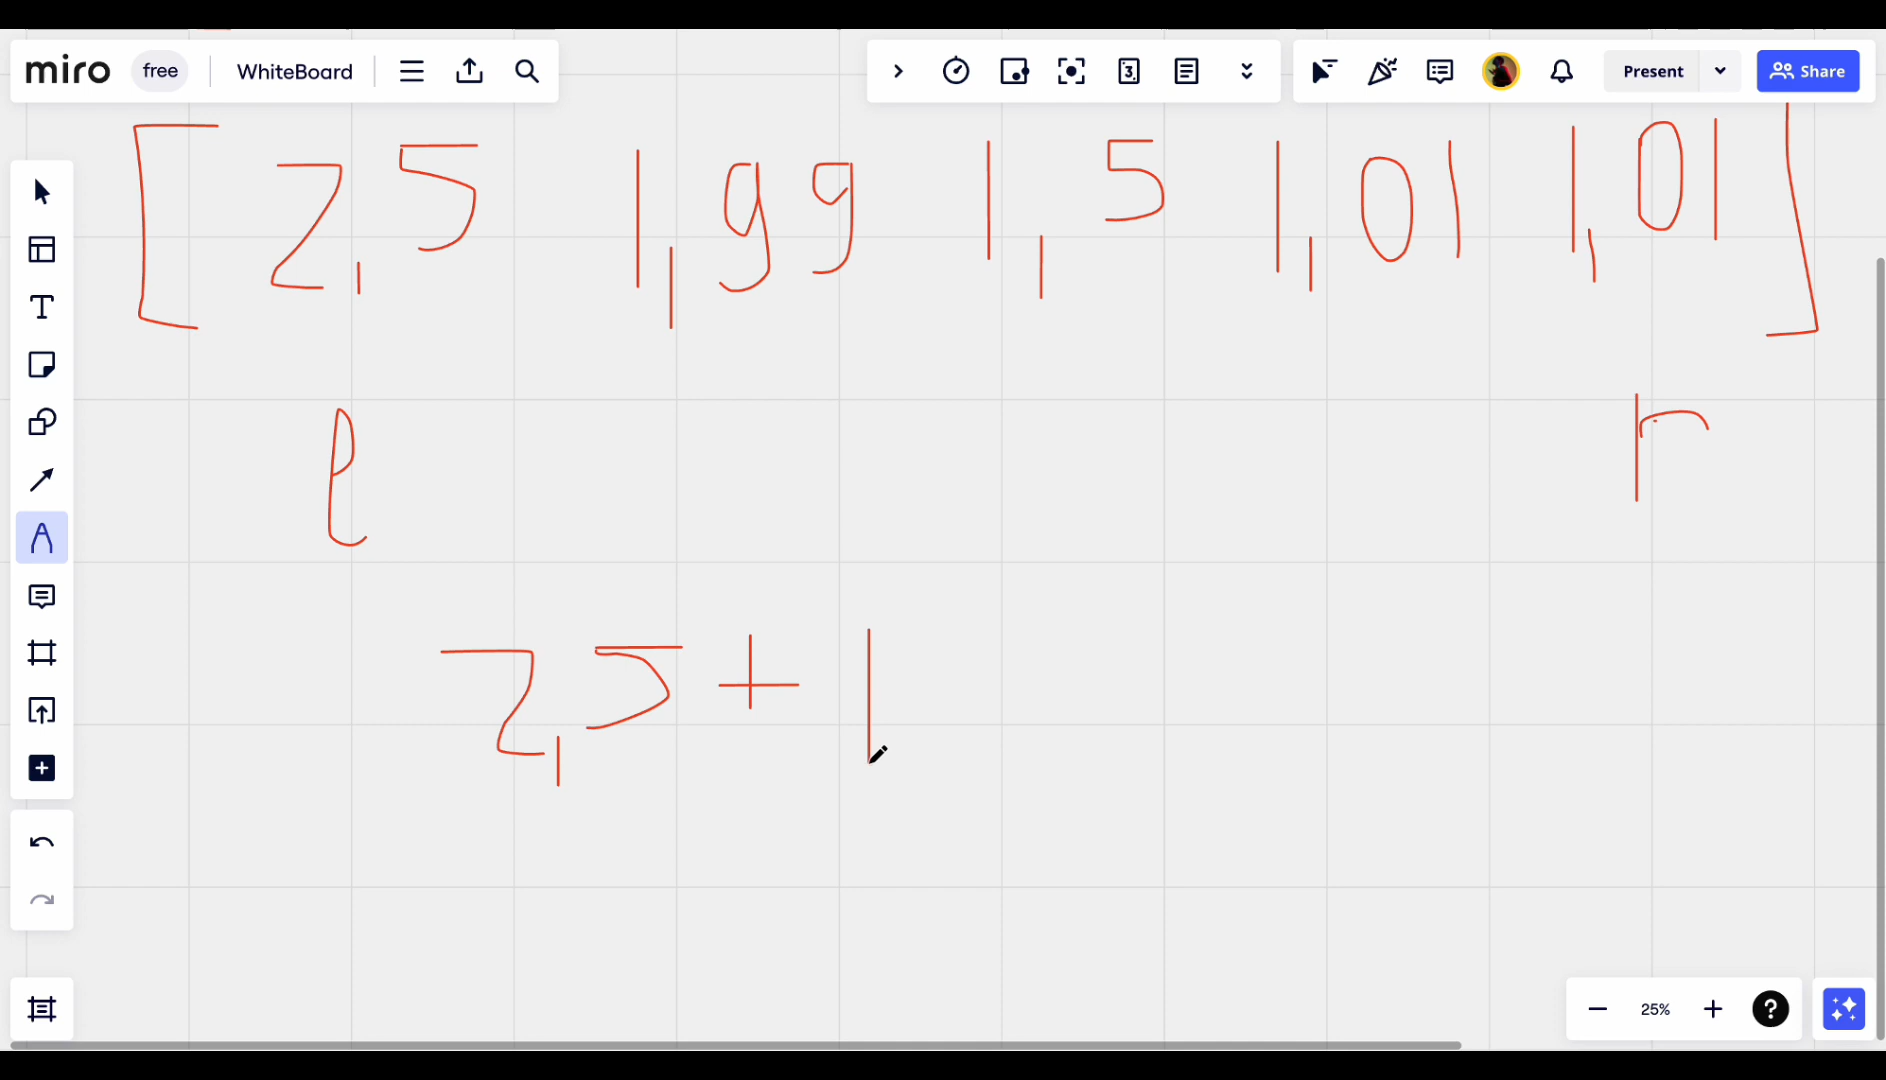 miro free WhiteBoard 3 Present Share
[ 2,5 1,99 1,5 1,01 1,01 ]
T
l r
2,5 + 1
25%
?